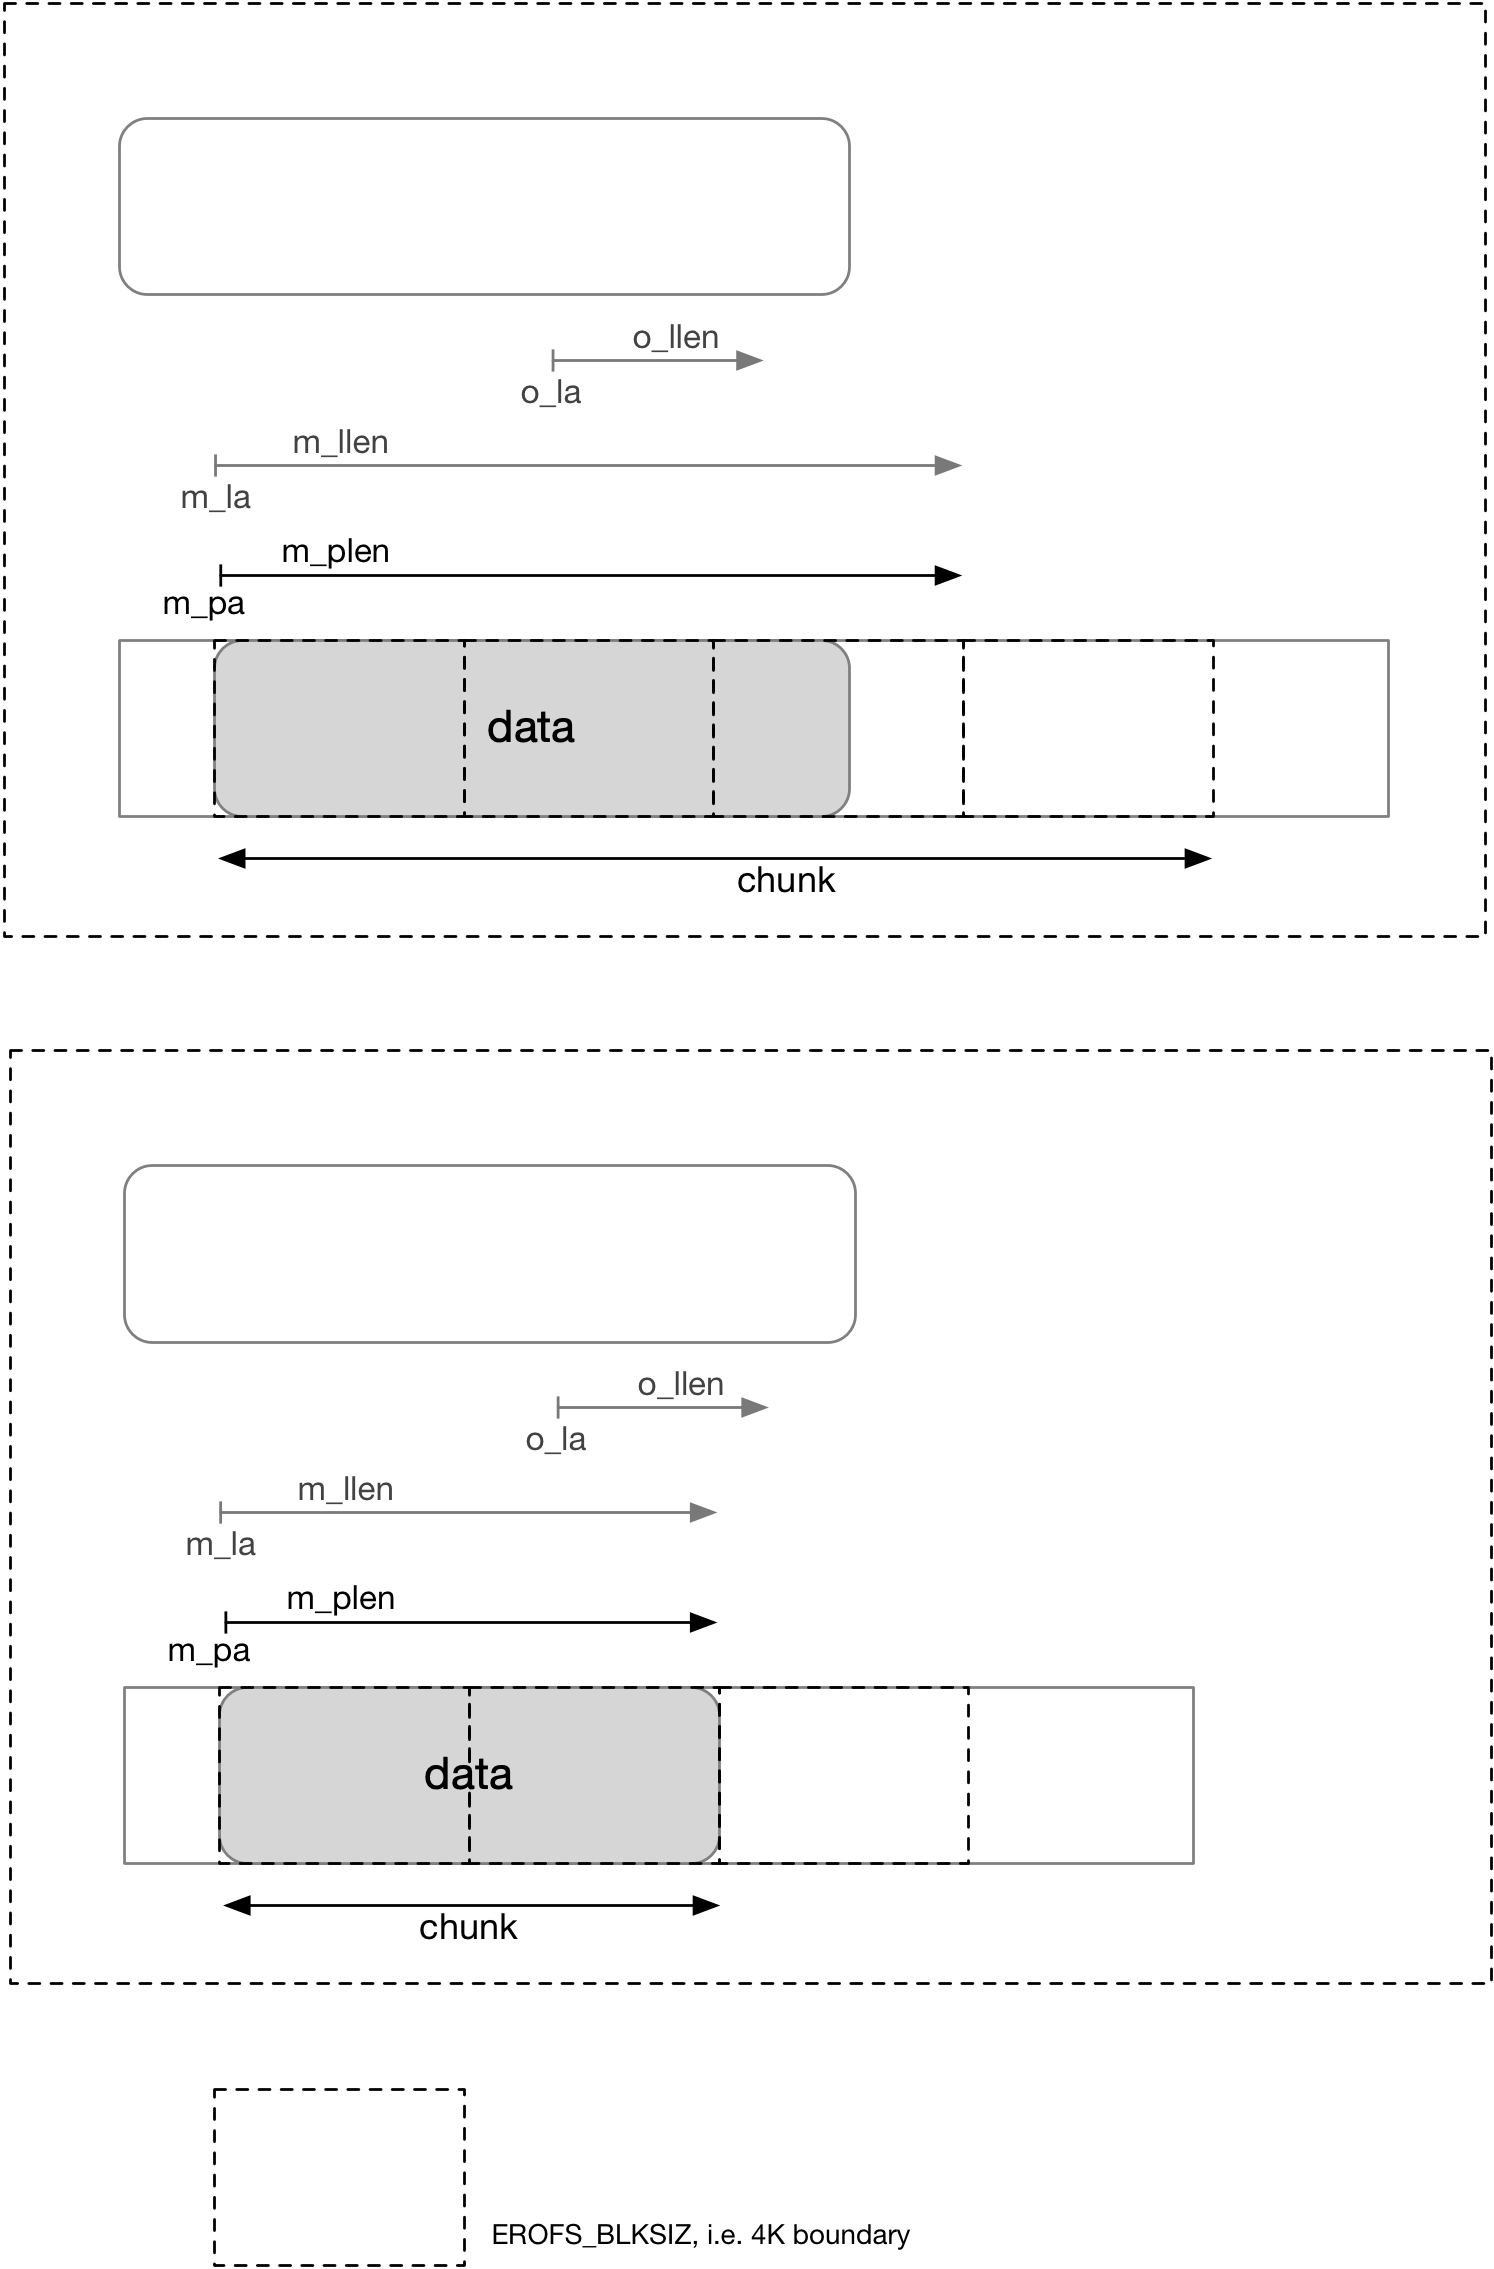 o_llen
o_la
m_llen
m_la
m_plen
m_pa
data
chunk
o_llen
o_la
m_llen
m_la
m_plen
m_pa
data
chunk
EROFS_BLKSIZ, i.e. 4K boundary